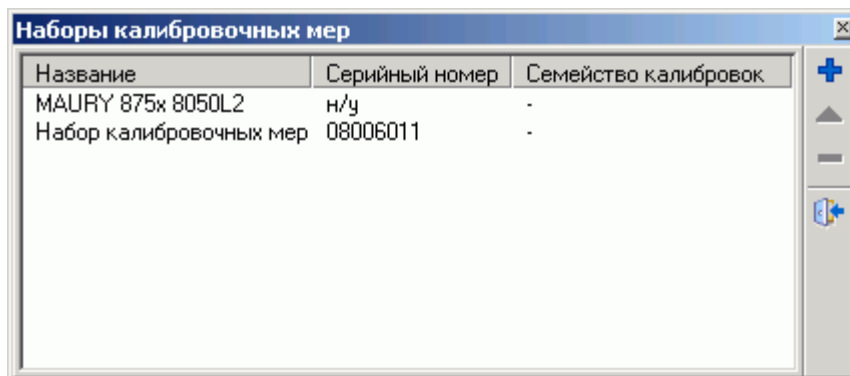 Наборы калибровочных мер
Название Серийный номер Семейство калибровок
MAURY 875x 8050L2 н/у -
Набор калибровочных мер 08006011 -